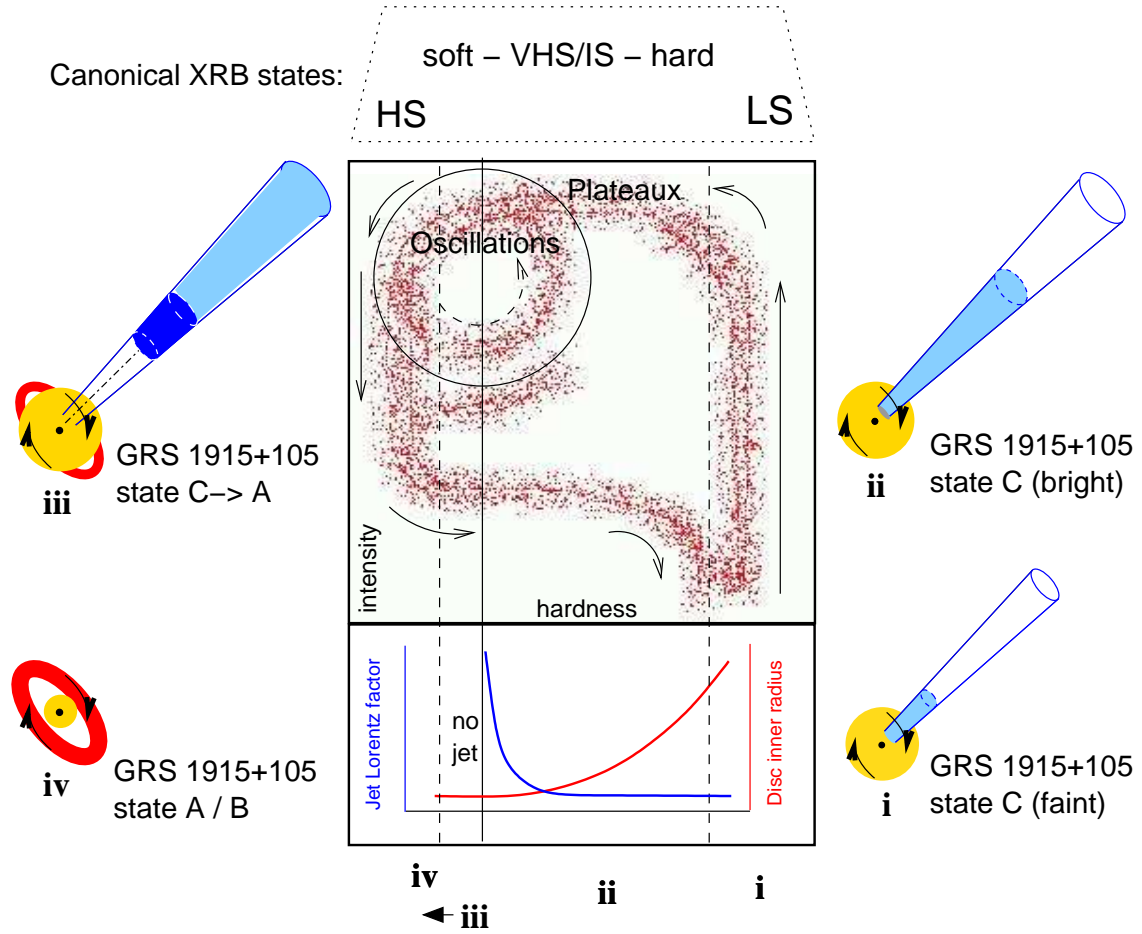 soft – VHS/IS – hard
Canonical XRB states:
HS
LS
Plateaux
Oscillations
GRS 1915+105
state C–> A
iii
GRS 1915+105
state C (bright)
ii
intensity
hardness
Jet Lorentz factor
no
jet
Disc inner radius
GRS 1915+105
state A / B
iv
GRS 1915+105
state C (faint)
i
iv
iii
ii
i